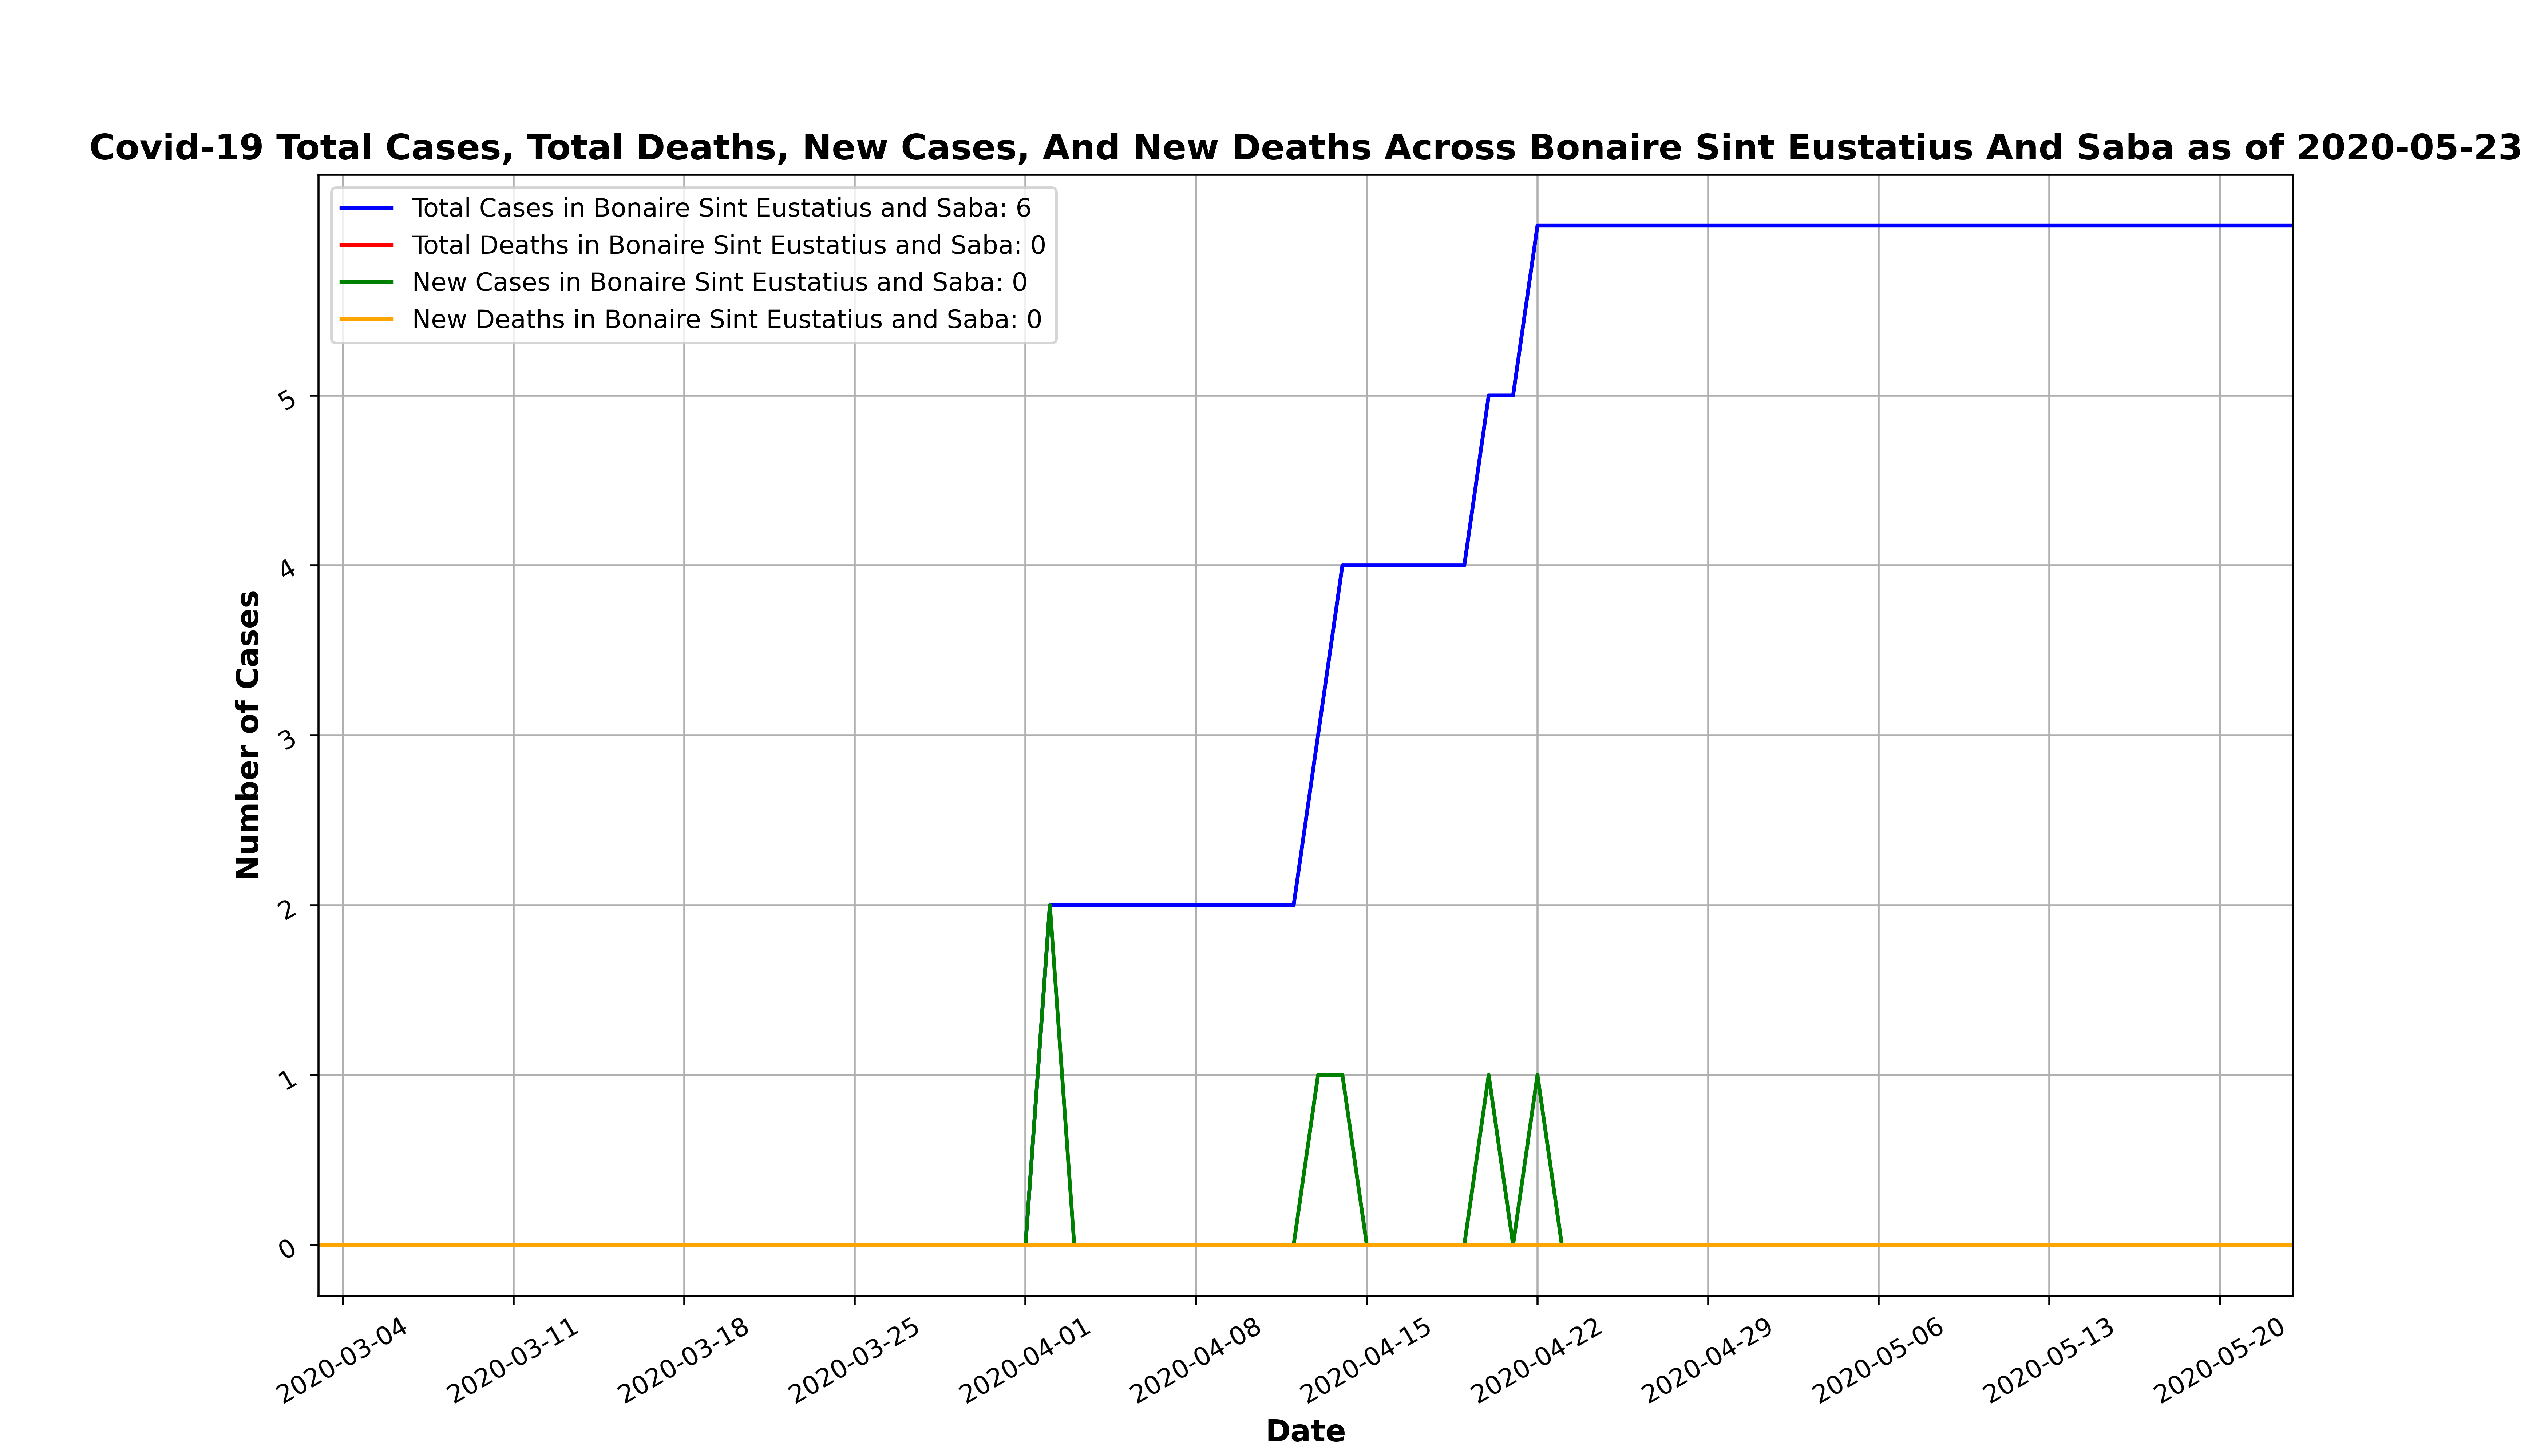 Covid-19 Total Cases, Total Deaths, New Cases, And New Deaths Across Bonaire Sint Eustatius And Saba as of 2020-05-23
Total Cases in Bonaire Sint Eustatius and Saba: 6
Total Deaths in Bonaire Sint Eustatius and Saba: 0
New Cases in Bonaire Sint Eustatius and Saba: 0
New Deaths in Bonaire Sint Eustatius and Saba: 0
Number of Cases
5
4
3
2
1
0
2020-03-04
2020-03-11
2020-03-18
2020-03-25
2020-04-01
2020-04-08
2020-04-15
2020-04-22
2020-04-29
2020-05-06
2020-05-13
2020-05-20
Date